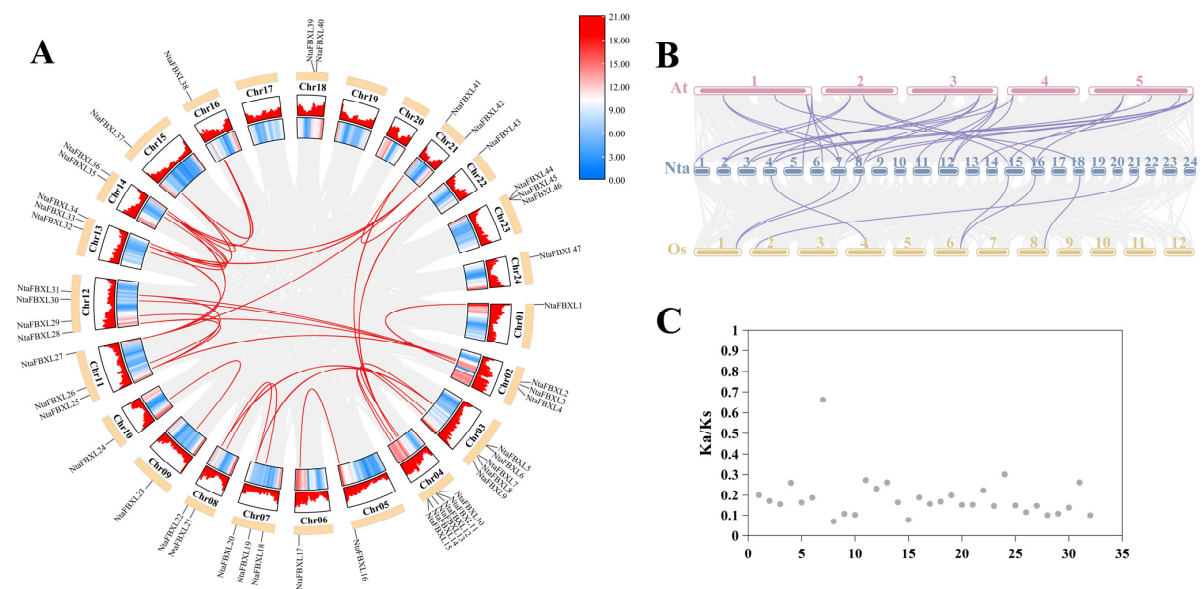 A
21.00
18.00
15.00
12.00
9.00
6.00
3.00
0.00
Chr01
Chr02
Chr03
Chr04
Chr05
Chr06
Chr07
Chr08
Chr09
Chr10
Chr11
Chr12
Chr13
Chr14
Chr15
Chr16
Chr17
Chr18
Chr19
Chr20
Chr21
Chr22
Chr23
Chr24
NtaFBXL1
NtaFBXL2
NtaFBXL3
NtaFBXL4
NtaFBXL5
NtaFBXL6
NtaFBXL7
NtaFBXL8
NtaFBXL9
NtaFBXL10
NtaFBXL11
NtaFBXL12
NtaFBXL13
NtaFBXL14
NtaFBXL15
NtaFBXL16
NtaFBXL17
NtaFBXL18
NtaFBXL19
NtaFBXL20
NtaFBXL21
NtaFBXL22
NtaFBXL23
NtaFBXL24
NtaFBXL25
NtaFBXL26
NtaFBXL27
NtaFBXL28
NtaFBXL29
NtaFBXL30
NtaFBXL31
NtaFBXL32
NtaFBXL33
NtaFBXL34
NtaFBXL35
NtaFBXL36
NtaFBXL37
NtaFBXL38
NtaFBXL39
NtaFBXL40
NtaFBXL41
NtaFBXL42
NtaFBXL43
NtaFBXL44
NtaFBXL45
NtaFBXL46
NtaFBXL47
B
At 1 2 3 4 5
Nta 1 2 3 4 5 6 7 8 9 10 11 12 13 14 15 16 17 18 19 20 21 22 23 24
Os 1 2 3 4 5 6 7 8 9 10 11 12
C
Ka/Ks
1
0.9
0.8
0.7
0.6
0.5
0.4
0.3
0.2
0.1
0
0 5 10 15 20 25 30 35